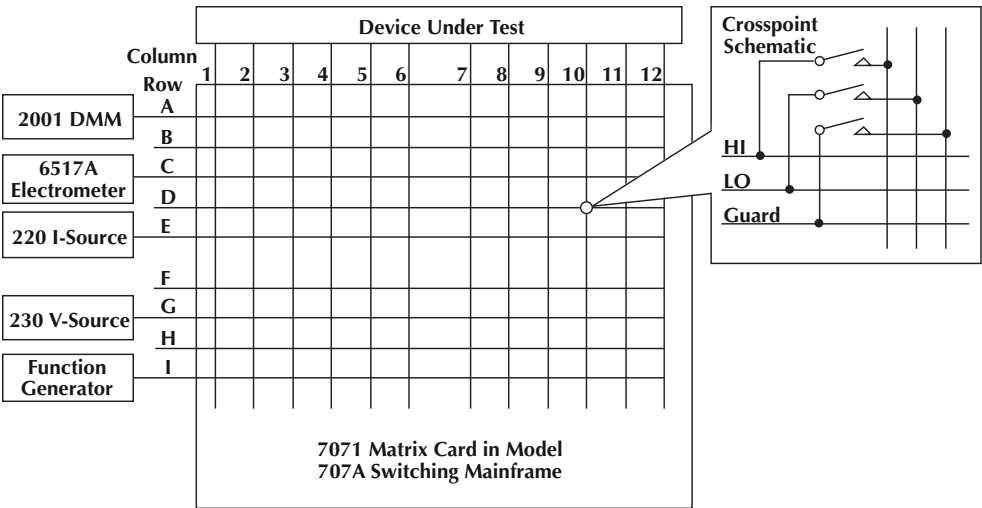 Device Under Test
Column
1 2 3 4 5 6 7 8 9 10 11 12
Row
A
2001 DMM
B
C
6517A
Electrometer
D
E
220 I-Source
F
G
230 V-Source
H
I
Function
Generator
7071 Matrix Card in Model
707A Switching Mainframe
Crosspoint
Schematic
HI
LO
Guard